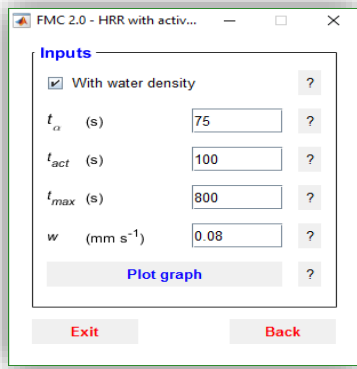 FMC 2.0 - HRR with activ...
Inputs
With water density ?
tα (s) 75 ?
tact (s) 100 ?
tmax (s) 800 ?
w (mm s-1) 0.08 ?
Plot graph ?
Exit Back